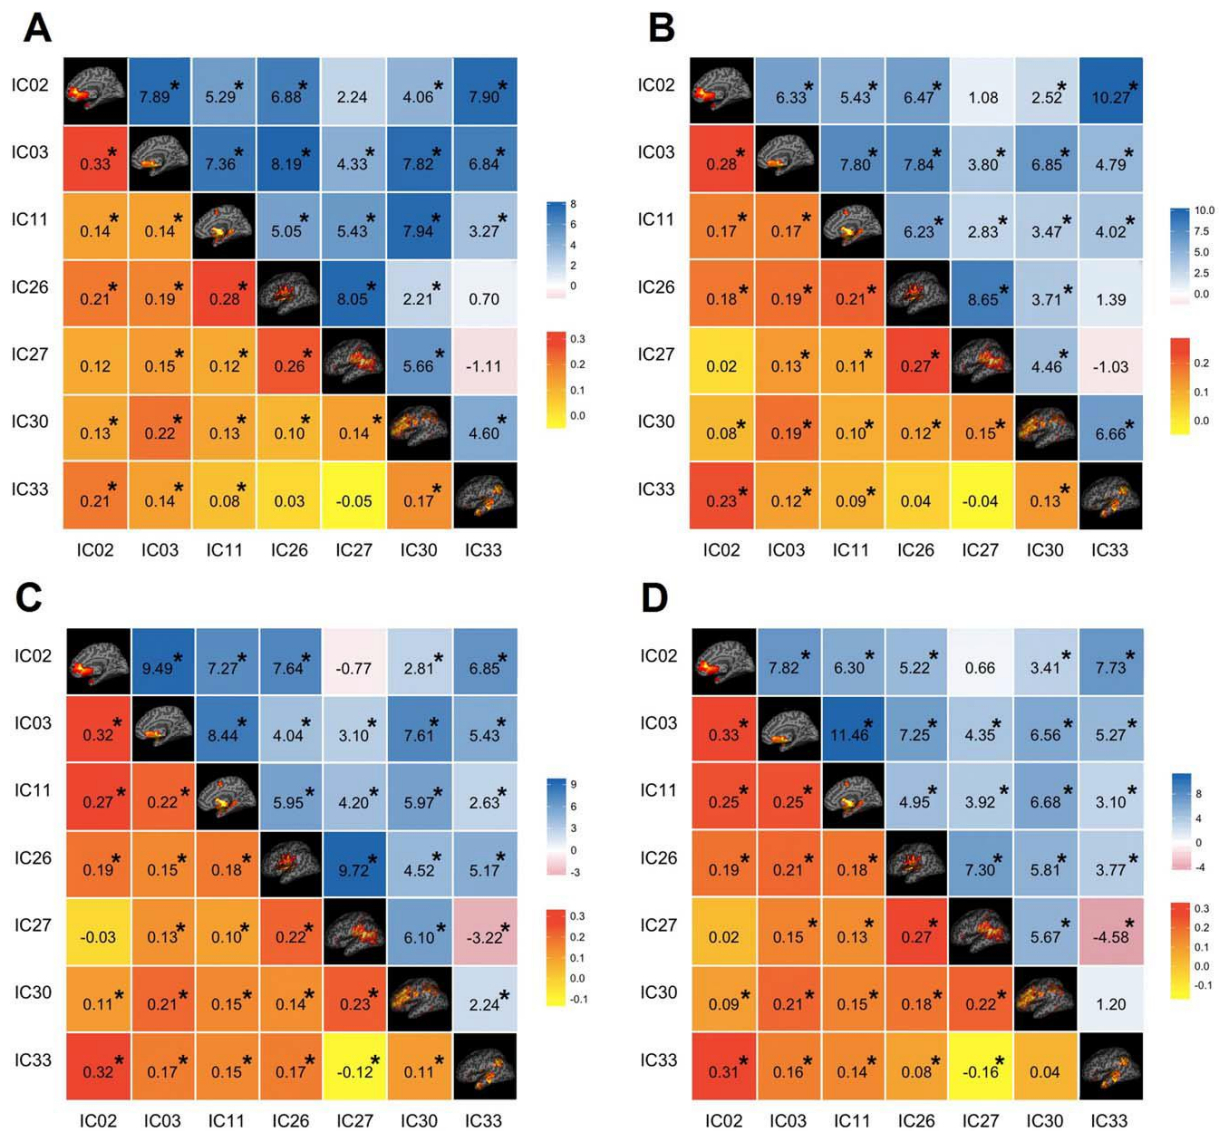 A B
IC02 7.89* 5.29* 6.88* 2.24 4.06* 7.90* IC02 6.33* 5.43* 6.47* 1.08 2.52* 10.27*
IC03 0.33* 7.36* 8.19* 4.33* 7.82* 6.84* IC03 0.28* 7.80* 7.84* 3.80* 6.85* 4.79*
IC11 0.14* 0.14* 5.05* 5.43* 7.94* 3.27* IC11 0.17* 0.17* 6.23* 2.83* 3.47* 4.02*
8 6 4 2 0 10.0 7.5 5.0 2.5 0.0
IC26 0.21* 0.19* 0.28* 8.05* 2.21* 0.70 IC26 0.18* 0.19* 0.21* 8.65* 3.71* 1.39
IC27 0.12 0.15* 0.12* 0.26* 5.66* -1.11 IC27 0.02 0.13* 0.11* 0.27* 4.46* -1.03
0.3 0.2 0.1 0.0 0.2 0.1 0.0
IC30 0.13* 0.22* 0.13* 0.10* 0.14* 4.60* IC30 0.08* 0.19* 0.10* 0.12* 0.15* 6.66*
IC33 0.21* 0.14* 0.08* 0.03 -0.05 0.17* IC33 0.23* 0.12* 0.09* 0.04 -0.04 0.13*
IC02 IC03 IC11 IC26 IC27 IC30 IC33 IC02 IC03 IC11 IC26 IC27 IC30 IC33
C D
IC02 9.49* 7.27* 7.64* -0.77 2.81* 6.85* IC02 7.82* 6.30* 5.22* 0.66 3.41* 7.73*
IC03 0.32* 8.44* 4.04* 3.10* 7.61* 5.43* IC03 0.33* 11.46* 7.25* 4.35* 6.56* 5.27*
IC11 0.27* 0.22* 5.95* 4.20* 5.97* 2.63* IC11 0.25* 0.25* 4.95* 3.92* 6.68* 3.10*
9 6 3 0 -3 8 4 0 -4
IC26 0.19* 0.15* 0.18* 9.72* 4.52* 5.17* IC26 0.19* 0.21* 0.18* 7.30* 5.81* 3.77*
IC27 -0.03 0.13* 0.10* 0.22* 6.10* -3.22* IC27 0.02 0.15* 0.13* 0.27* 5.67* -4.58*
0.3 0.2 0.1 0.0 -0.1 0.3 0.2 0.1 0.0 -0.1
IC30 0.11* 0.21* 0.15* 0.14* 0.23* 2.24* IC30 0.09* 0.21* 0.15* 0.18* 0.22* 1.20
IC33 0.32* 0.17* 0.15* 0.17* -0.12* 0.11* IC33 0.31* 0.16* 0.14* 0.08* -0.16* 0.04
IC02 IC03 IC11 IC26 IC27 IC30 IC33 IC02 IC03 IC11 IC26 IC27 IC30 IC33